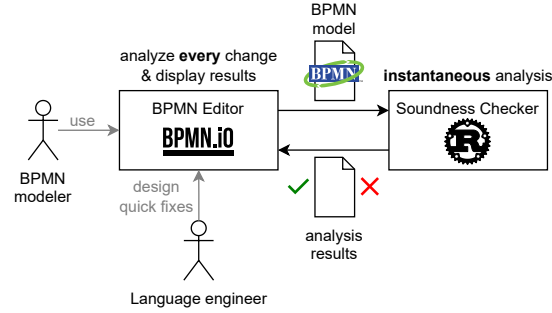 BPMN
model
analyze every change
& display results
BPMN
instantaneous analysis
BPMN Editor
BPMN.iO
Soundness Checker
R
use
BPMN
modeler
design
quick fixes
analysis
results
Language engineer